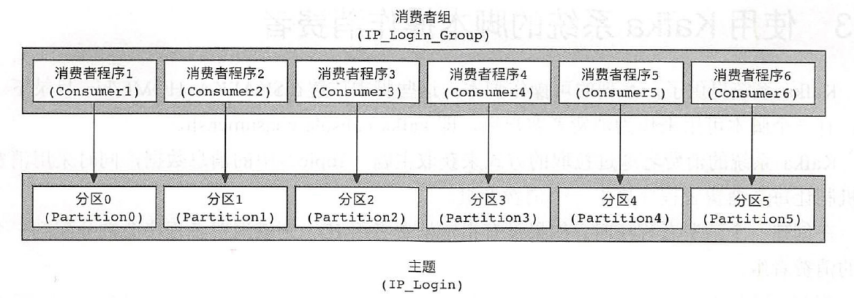 消费者组
(IP_Login_Group)
消费者程序1 消费者程序2 消费者程序3 消费者程序4 消费者程序5 消费者程序6
(Consumer1) (Consumer2) (Consumer3) (Consumer4) (Consumer5) (Consumer6)
分区0 分区1 分区2 分区3 分区4 分区5
(Partition0) (Partition1) (Partition2) (Partition3) (Partition4) (Partition5)
主题
(IP_Login)